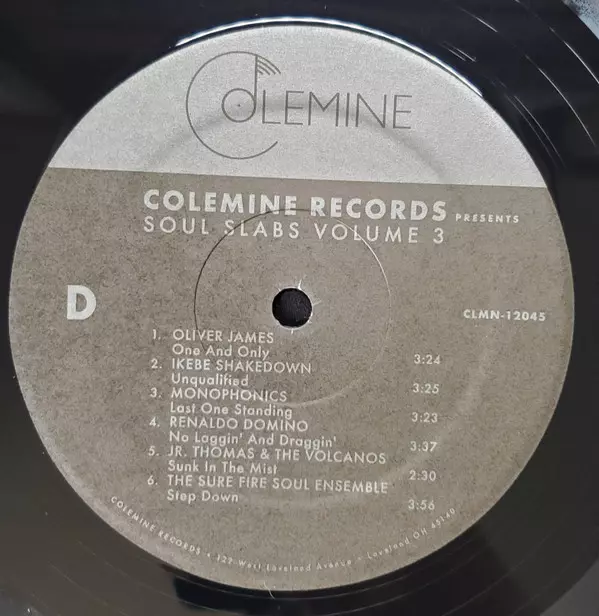 COLEMINE
COLEMINE RECORDS PRESENTS
SOUL SLABS VOLUME 3
D
CLMN-12045
1. OLIVER JAMES
One And Only 3:24
2. IKEBE SHAKEDOWN
Unqualified 3:25
3. MONOPHONICS
Last One Standing 3:23
4. RENALDO DOMINO
No Laggin' And Draggin' 3:37
5. JR. THOMAS & THE VOLCANOS
Sunk In The Mist 2:30
6. THE SURE FIRE SOUL ENSEMBLE
Step Down 3:56
COLEMINE RECORDS • 127 West Loveland Avenue • Loveland OH 45140